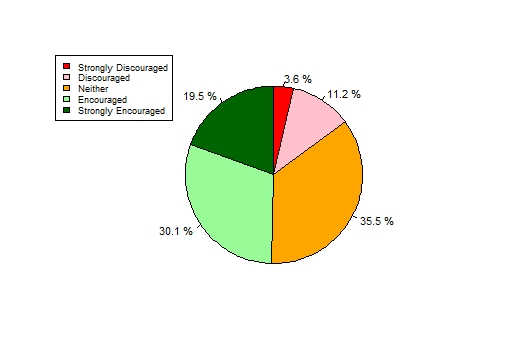 Strongly Discouraged
Discouraged
Neither
Encouraged
Strongly Encouraged
3.6 %
11.2 %
19.5 %
35.5 %
30.1 %